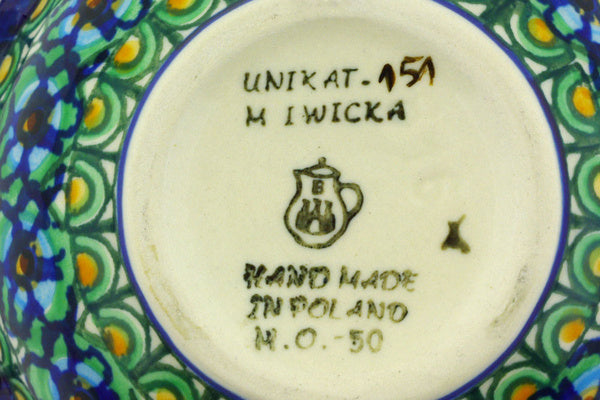 UNIKAT-151
M IWICKA
B
HAND MADE
IN POLAND
H.O.-50